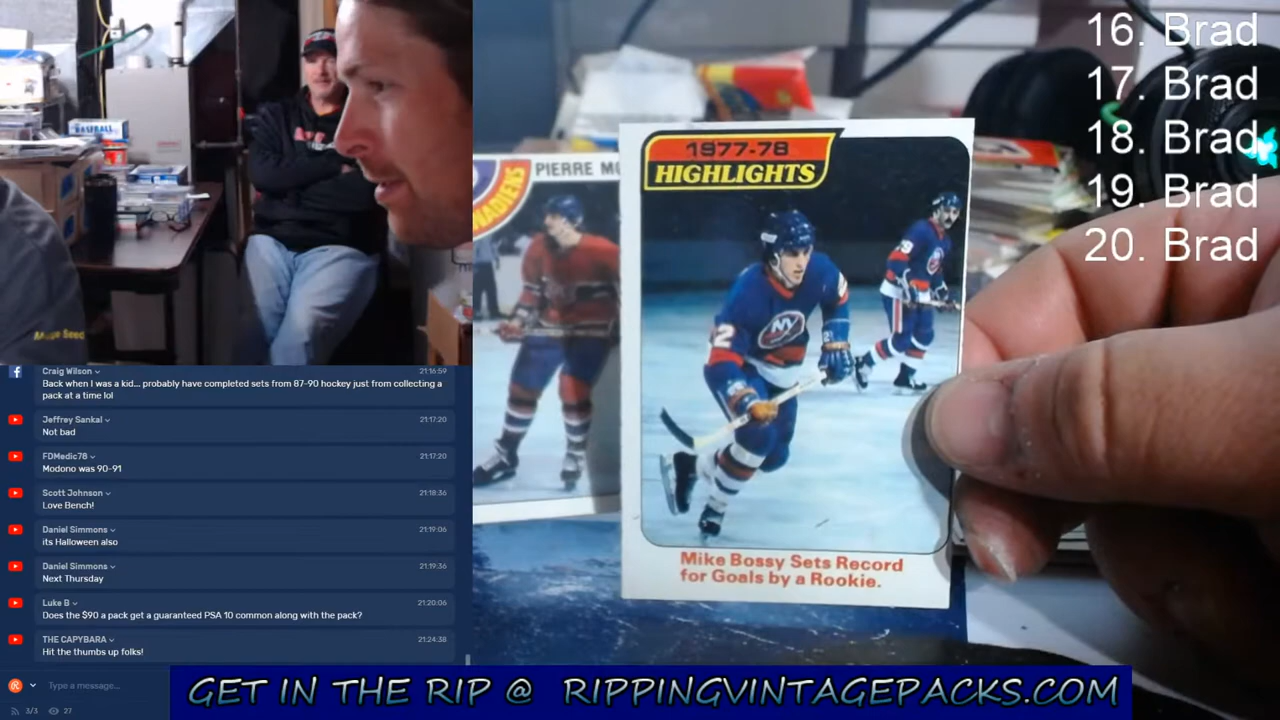 16. Brad
17. Brad
18. Brad
19. Brad
20. Brad
BASEBALL
1977-78
HIGHLIGHTS
PIERRE MO
NADIENS
NY
2
Mike Bossy Sets Record
for Goals by a Rookie.
Craig Wilson
21:16:59
Back when I was a kid... probably have completed sets from 87-90 hockey just from collecting a
pack at a time lol
Jeffrey Sankal
21:17:20
Not bad
FDMedic78
21:17:20
Modono was 90-91
Scott Johnson
21:18:36
Love Bench!
Daniel Simmons
21:19:06
its Halloween also
Daniel Simmons
21:19:36
Next Thursday
Luke B
21:20:06
Does the $90 a pack get a guaranteed PSA 10 common along with the pack?
THE CAPYBARA
21:24:38
Hit the thumbs up folks!
Type a message...
3/3
27
GET IN THE RIP @ RIPPINGVINTAGEPACKS.COM